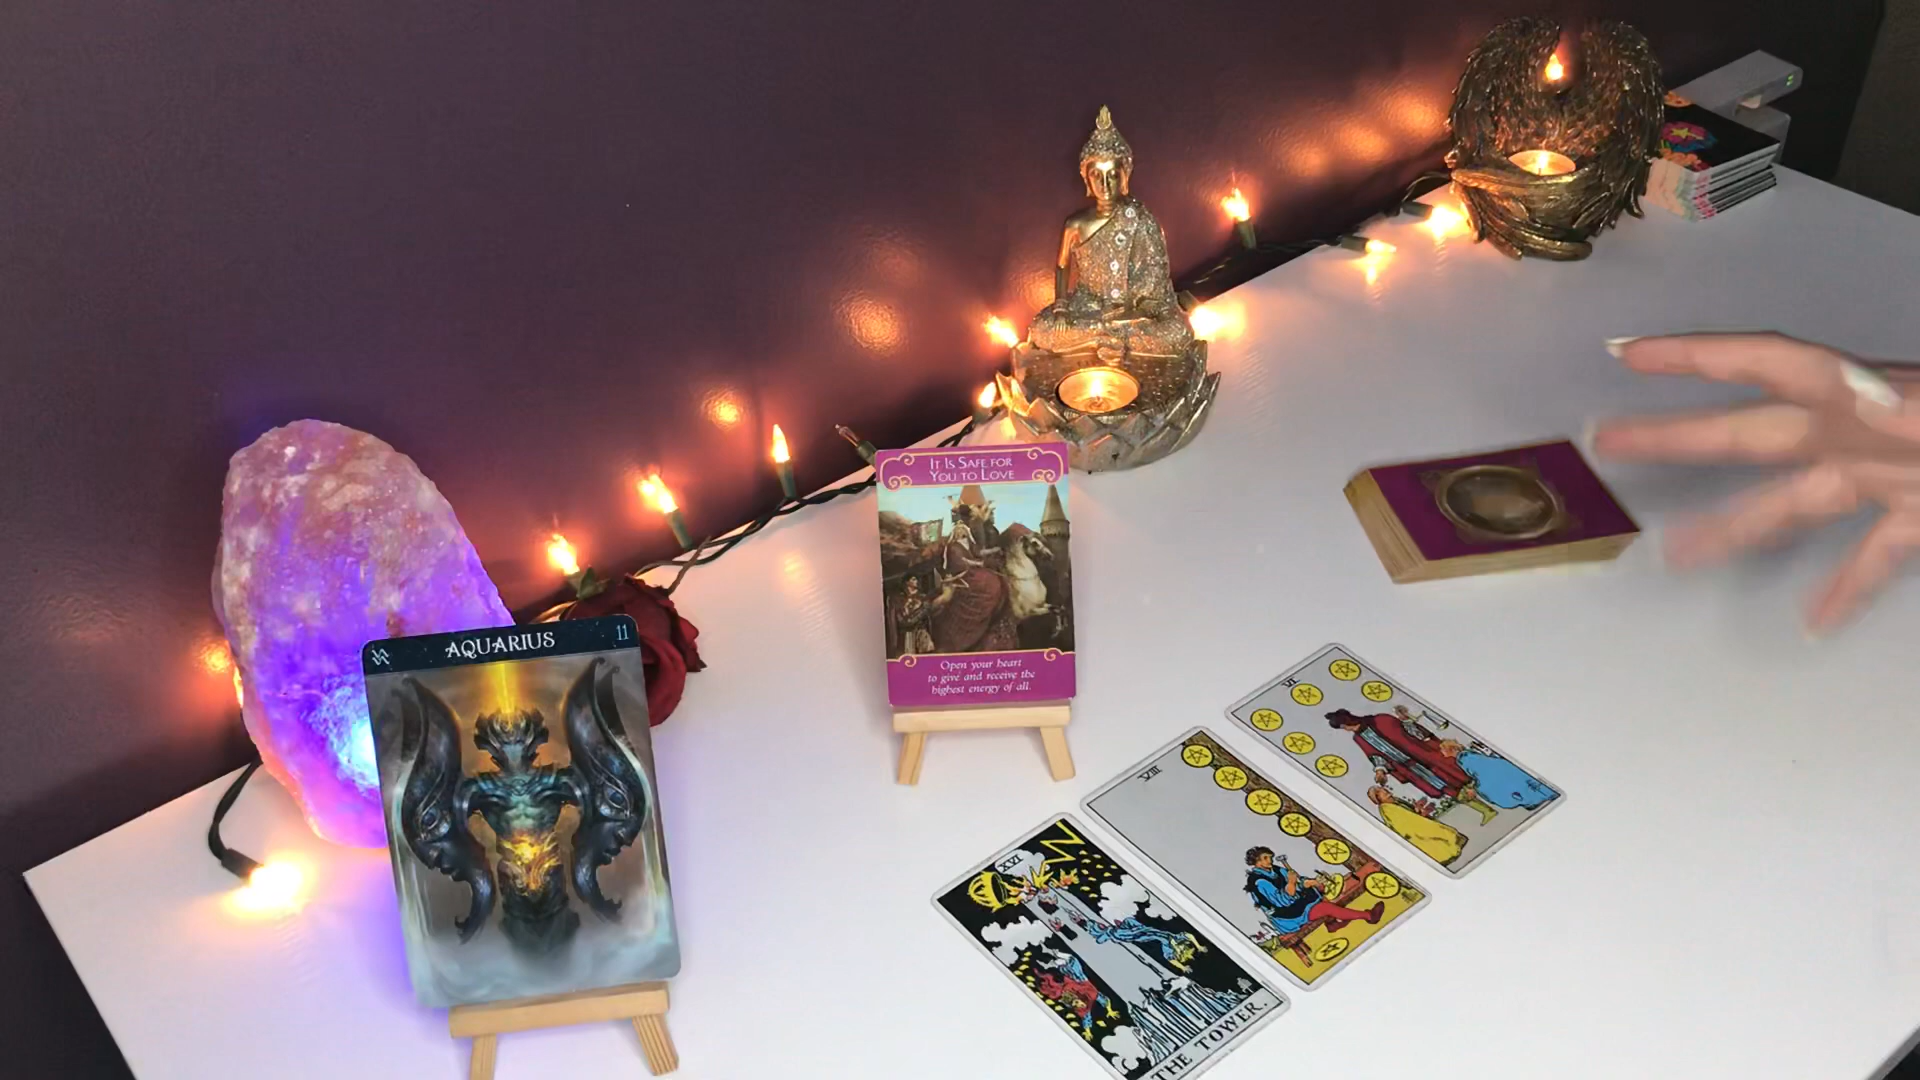 AQUARIUS
11
IT IS SAFE FOR
YOU TO LOVE
Open your heart
to give and receive the
highest energy of all.
XVI
THE TOWER.
VIII
VI